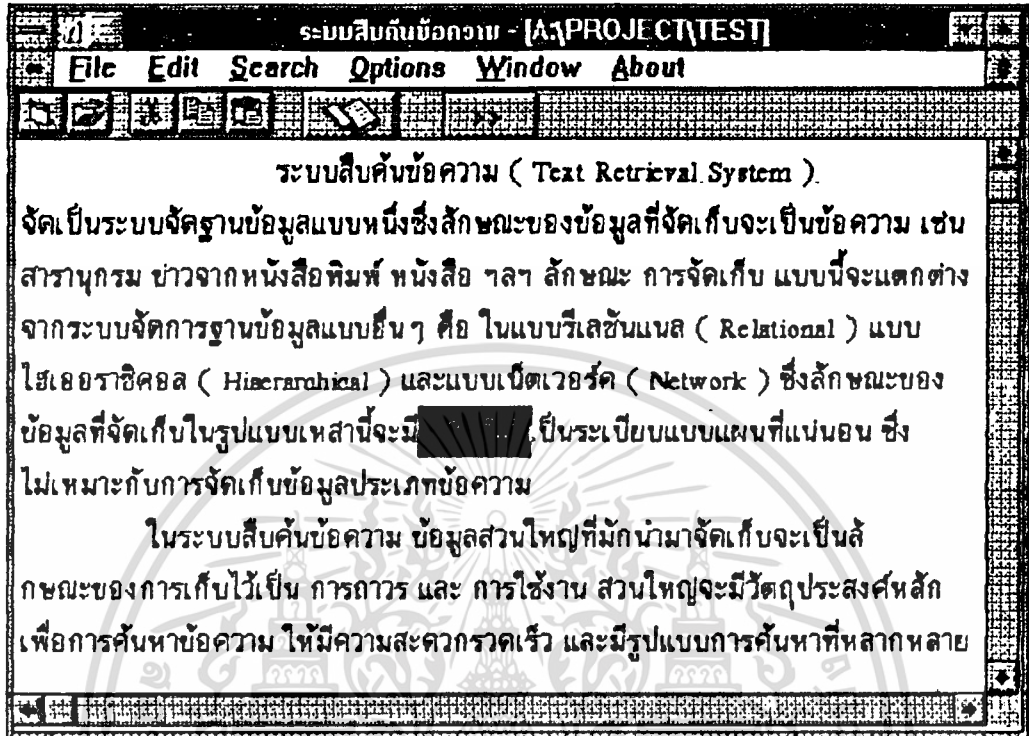 ระบบสืบค้นข้อความ - [A:\PROJECT\TEST]
File Edit Search Options Window About
>>
ระบบสืบค้นข้อความ ( Text Retrieval System )
จัดเป็นระบบจัดฐานข้อมูลแบบหนึ่งซึ่งลักษณะของข้อมูลที่จัดเก็บจะเป็นข้อความ เช่น
สารานุกรม ข่าวจากหนังสือพิมพ์ หนังสือ ฯลฯ ลักษณะ การจัดเก็บ แบบนี้จะแตกต่าง
จากระบบจัดการฐานข้อมูลแบบอื่นๆ คือ ในแบบรีเลชันแนล ( Relational ) แบบ
ไฮเออราชิคอล ( Hiaerarchical ) และแบบเน็ตเวอร์ค ( Network ) ซึ่งลักษณะของ
ข้อมูลที่จัดเก็บในรูปแบบเหล่านี้จะมี เป็นระเบียบแบบแผนที่แน่นอน ซึ่ง
ไม่เหมาะกับการจัดเก็บข้อมูลประเภทข้อความ
ในระบบสืบค้นข้อความ ข้อมูลส่วนใหญ่ที่มักนำมาจัดเก็บจะเป็นลั
กษณะของการเก็บไว้เป็น การถาวร และ การใช้งาน ส่วนใหญ่จะมีวัตถุประสงค์หลัก
เพื่อการค้นหาข้อความ ให้มีความสะดวกรวดเร็ว และมีรูปแบบการค้นหาที่หลากหลาย